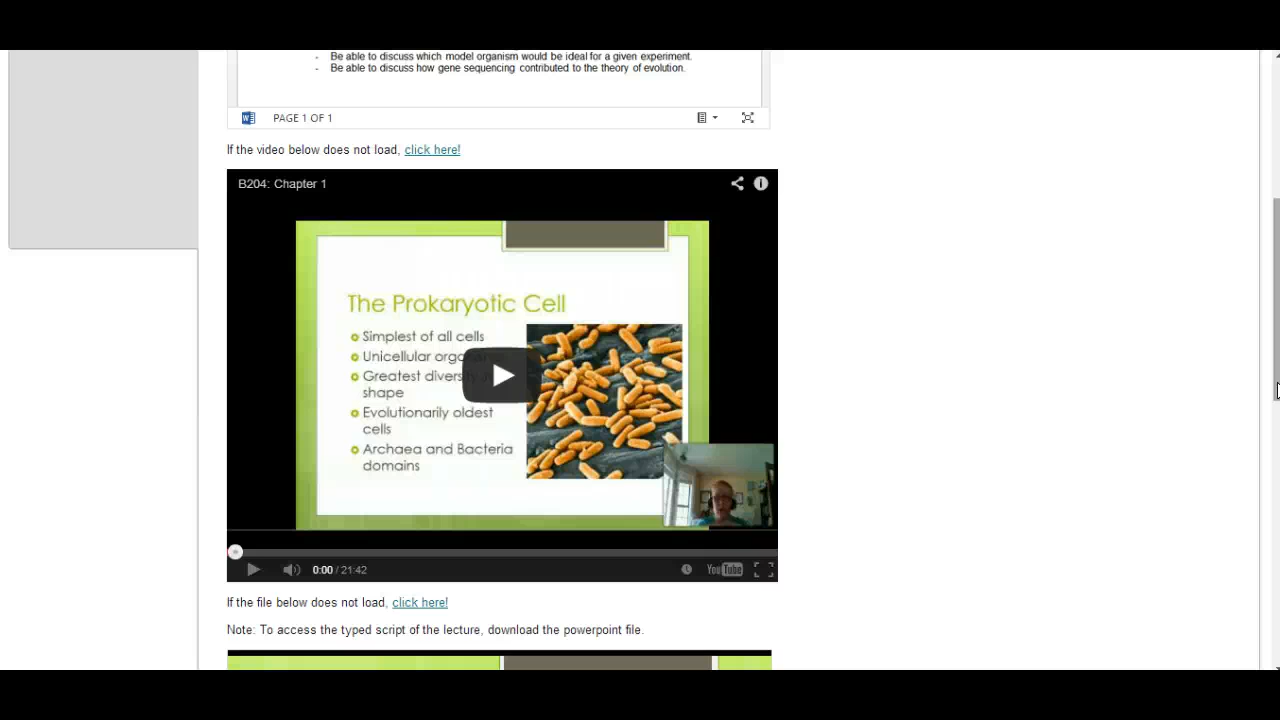 - Be able to discuss which model organism would be ideal for a given experiment.
- Be able to discuss how gene sequencing contributed to the theory of evolution.
PAGE 1 OF 1
If the video below does not load, click here!
B204: Chapter 1
The Prokaryotic Cell
Simplest of all cells
Unicellular
Greatest
shape
Evolutionarily oldest
cells
Archaea and Bacteria
domains
0:00 / 21:42
YouTube
If the file below does not load, click here!
Note: To access the typed script of the lecture, download the powerpoint file.